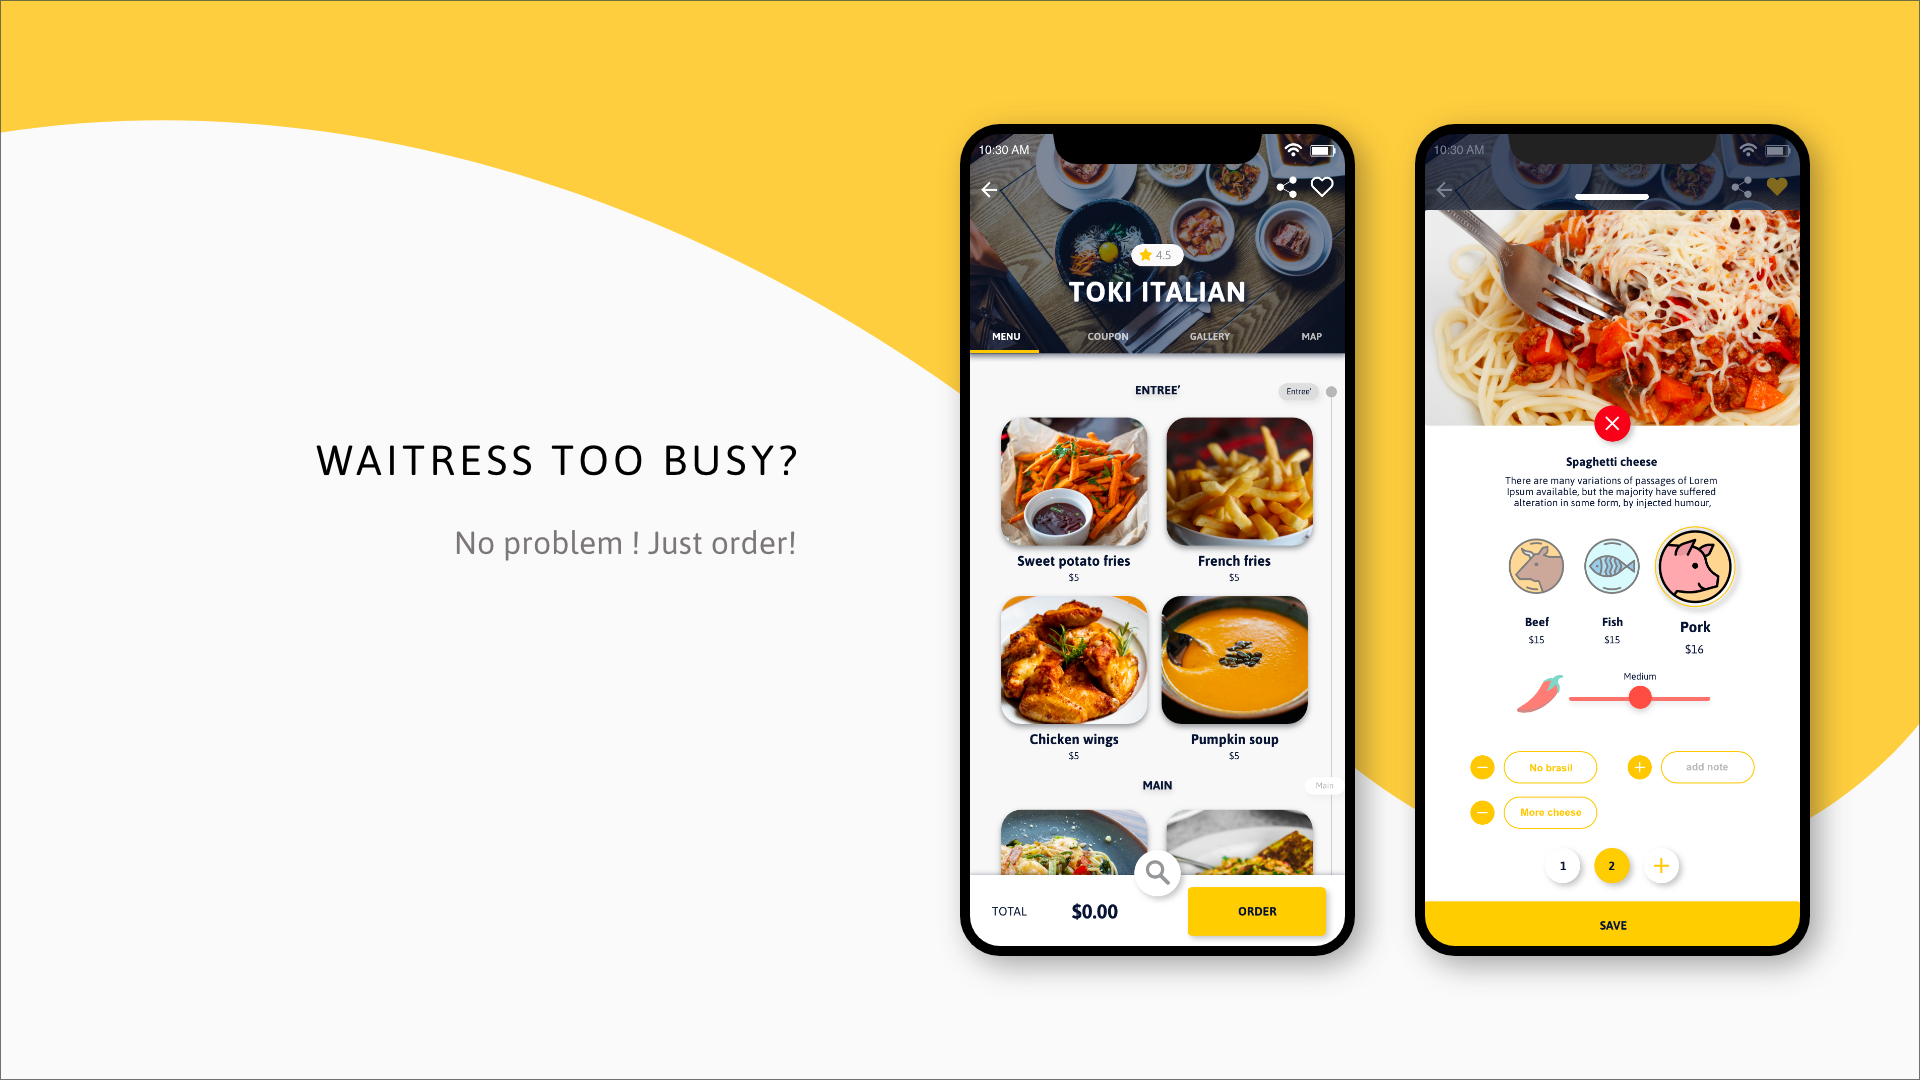 WAITRESS TOO BUSY?
No problem ! Just order!
10:30 AM
4.5
TOKI ITALIAN
MENU COUPON GALLERY MAP
ENTREE’
Entree’
Sweet potato fries
$5
French fries
$5
Chicken wings
$5
Pumpkin soup
$5
MAIN
Main
TOTAL $0.00 ORDER
10:30 AM
Spaghetti cheese
There are many variations of passages of Lorem
Ipsum available, but the majority have suffered
alteration in some form, by injected humour,
Beef
$15
Fish
$15
Pork
$16
Medium
No brasil
add note
More cheese
1 2
SAVE